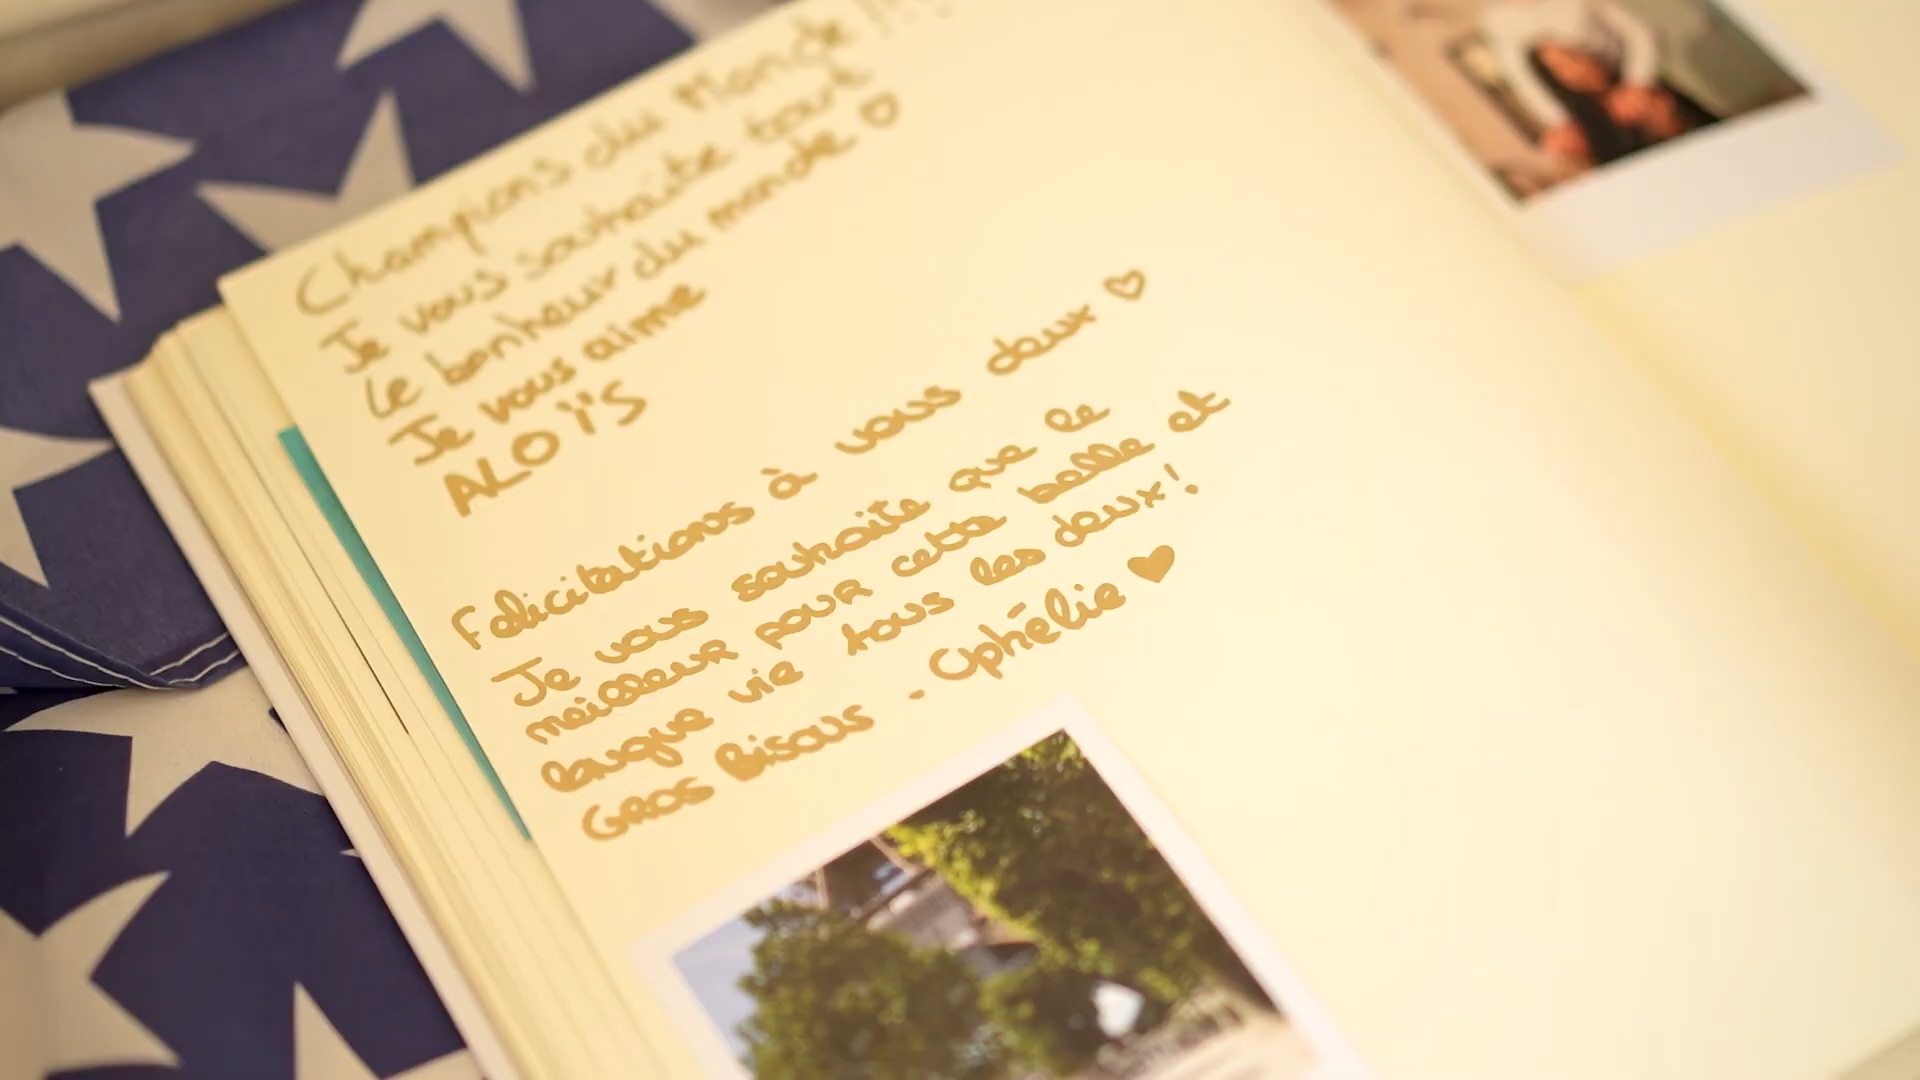 Champions du Monde !!!
Je vous souhaite tout
le bonheur du monde ♡
Je vous aime
ALOÏS
Felicitations à vous deux ♡
Je vous souhaite que le
meilleur pour cette belle et
longue vie tous les deux!
GROS Bisous - Ophélie ♥